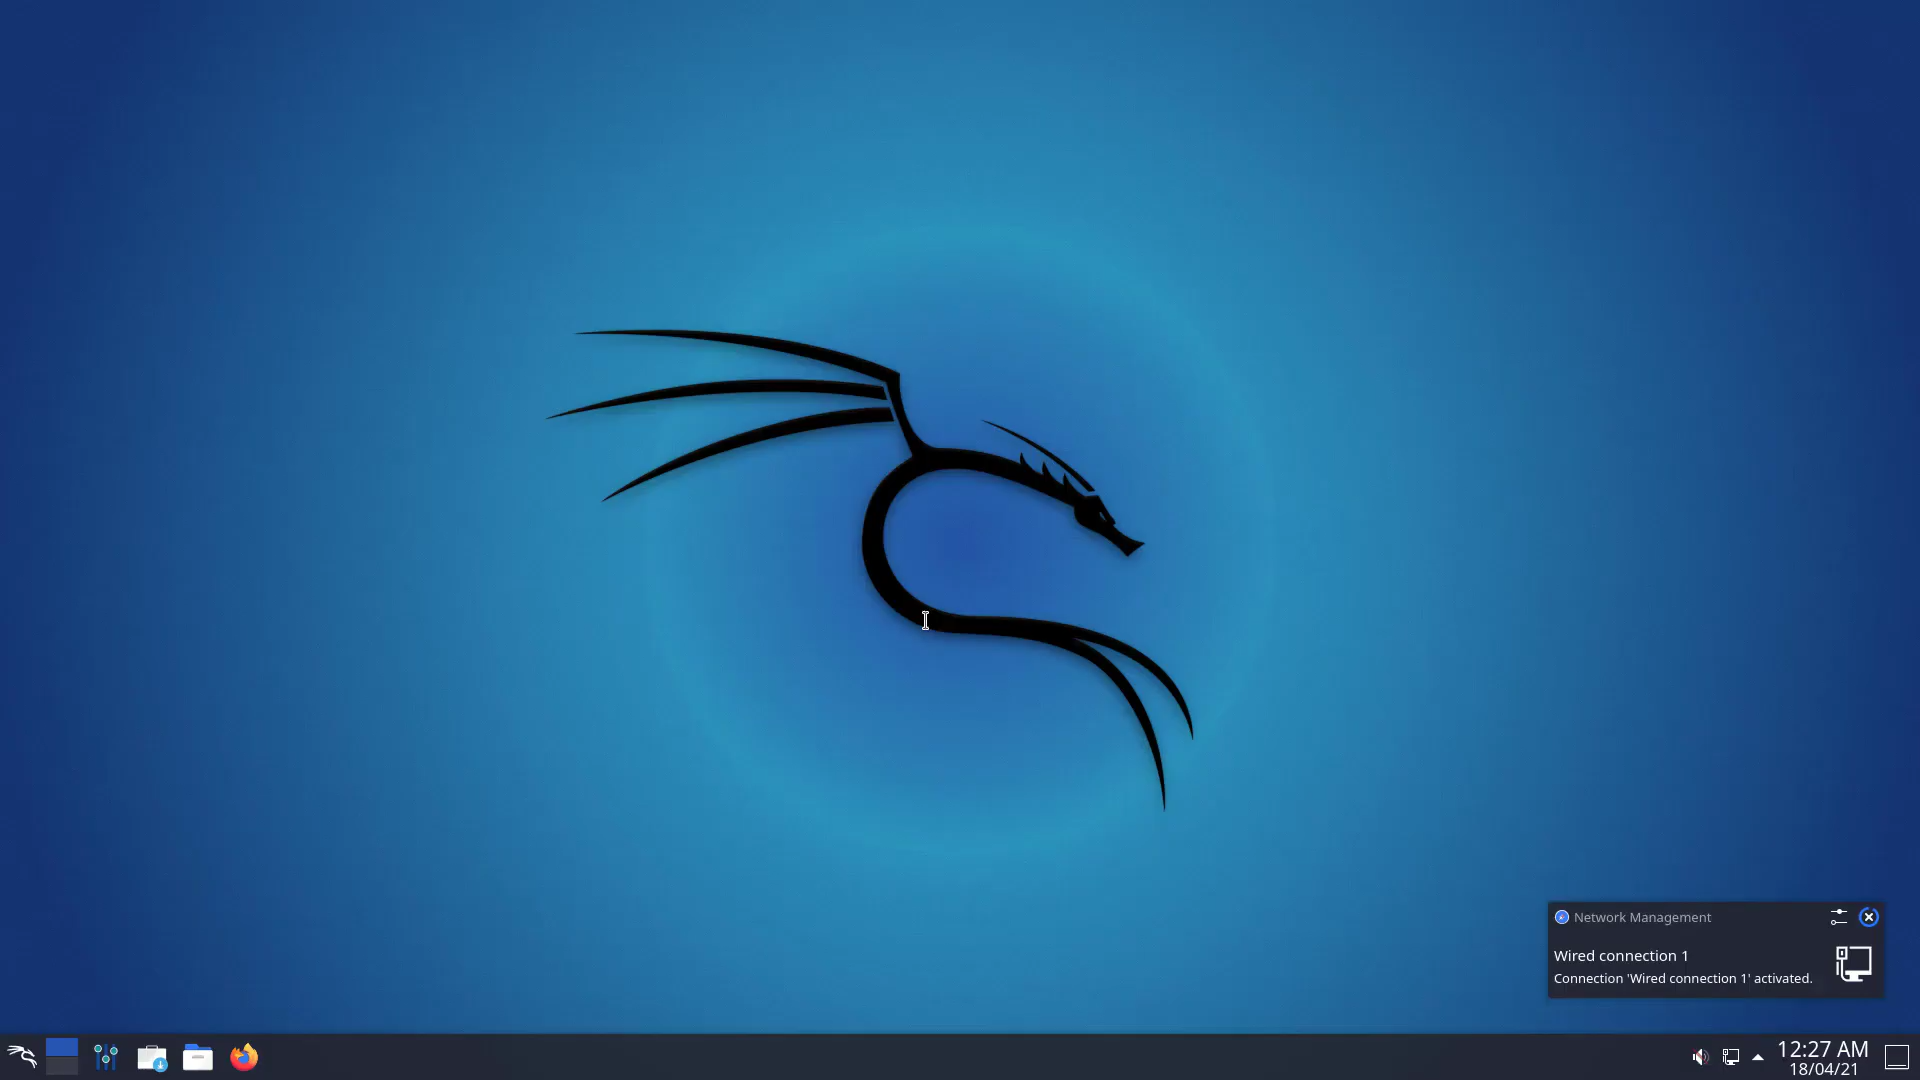 Network Management
Wired connection 1
Connection 'Wired connection 1' activated.
12:27 AM
18/04/21